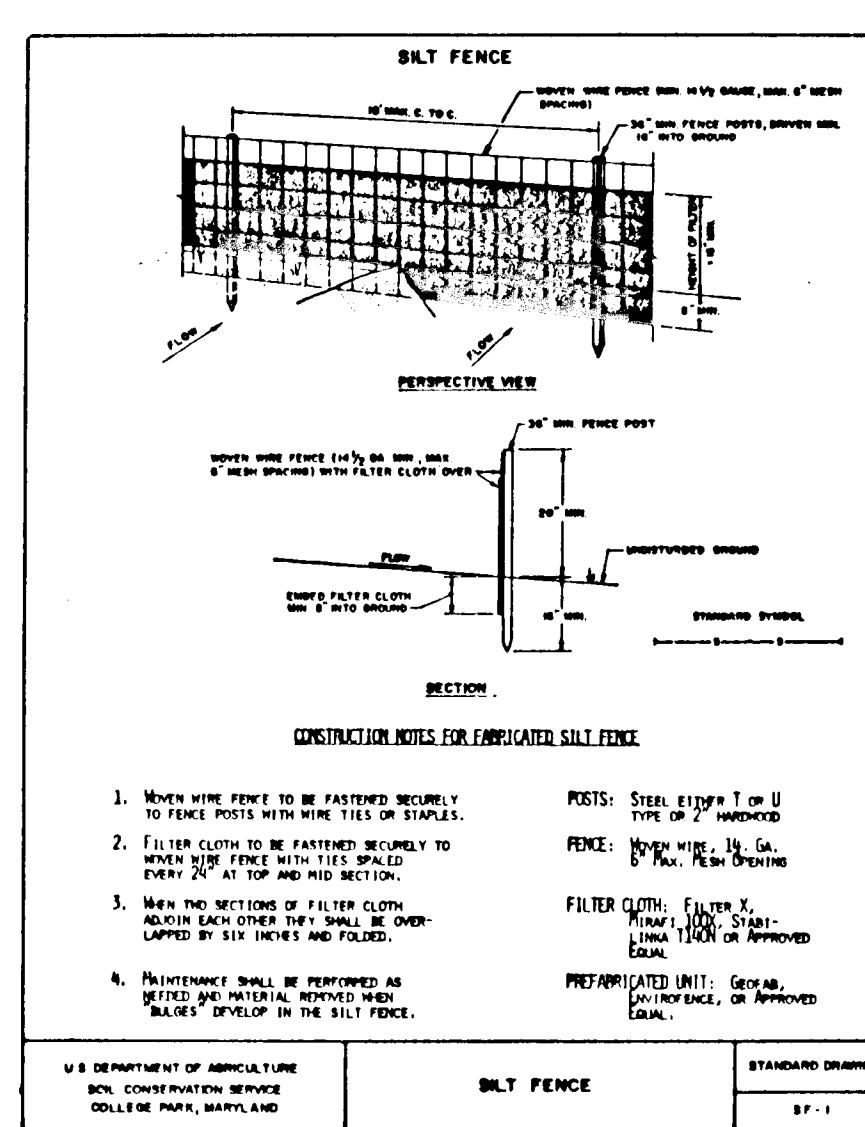 SILT FENCE
WOVEN WIRE FENCE (MIN. 14 1/2 GAUGE, MAX. 6" MESH
SPACING)
10' MAX. C. TO C.
36" MIN. FENCE POSTS, DRIVEN MIN.
16" INTO GROUND
HEIGHT OF FILTER
MIN.
8" MIN.
FLOW
FLOW
PERSPECTIVE VIEW
36" MIN. FENCE POST
WOVEN WIRE FENCE (14 1/2 GA. MIN., MAX.
6" MESH SPACING) WITH FILTER CLOTH OVER
20" MIN.
FLOW
UNDISTURBED GROUND
EMBED FILTER CLOTH
MIN. 8" INTO GROUND
16" MIN.
STANDARD SYMBOL
S S
SECTION
CONSTRUCTION NOTES FOR FABRICATED SILT FENCE
1. WOVEN WIRE FENCE TO BE FASTENED SECURELY
TO FENCE POSTS WITH WIRE TIES OR STAPLES.
2. FILTER CLOTH TO BE FASTENED SECURELY TO
WOVEN WIRE FENCE WITH TIES SPACED
EVERY 24" AT TOP AND MID SECTION.
3. WHEN TWO SECTIONS OF FILTER CLOTH
ADJOIN EACH OTHER THEY SHALL BE OVER-
LAPPED BY SIX INCHES AND FOLDED.
4. MAINTENANCE SHALL BE PERFORMED AS
NEEDED AND MATERIAL REMOVED WHEN
"BULGES" DEVELOP IN THE SILT FENCE.
POSTS: STEEL EITHER T OR U
TYPE OR 2" HARDWOOD
FENCE: WOVEN WIRE, 14. GA.
6" MAX. MESH OPENING
FILTER CLOTH: FILTER X,
MIRAFI 100X, STABI-
LINKA T140N OR APPROVED
EQUAL
PREFABRICATED UNIT: GEOFAB,
ENVIROFENCE, OR APPROVED
EQUAL.
U S DEPARTMENT OF AGRICULTURE
SOIL CONSERVATION SERVICE
COLLEGE PARK, MARYLAND
SILT FENCE
STANDARD DRAWIN
SF-1